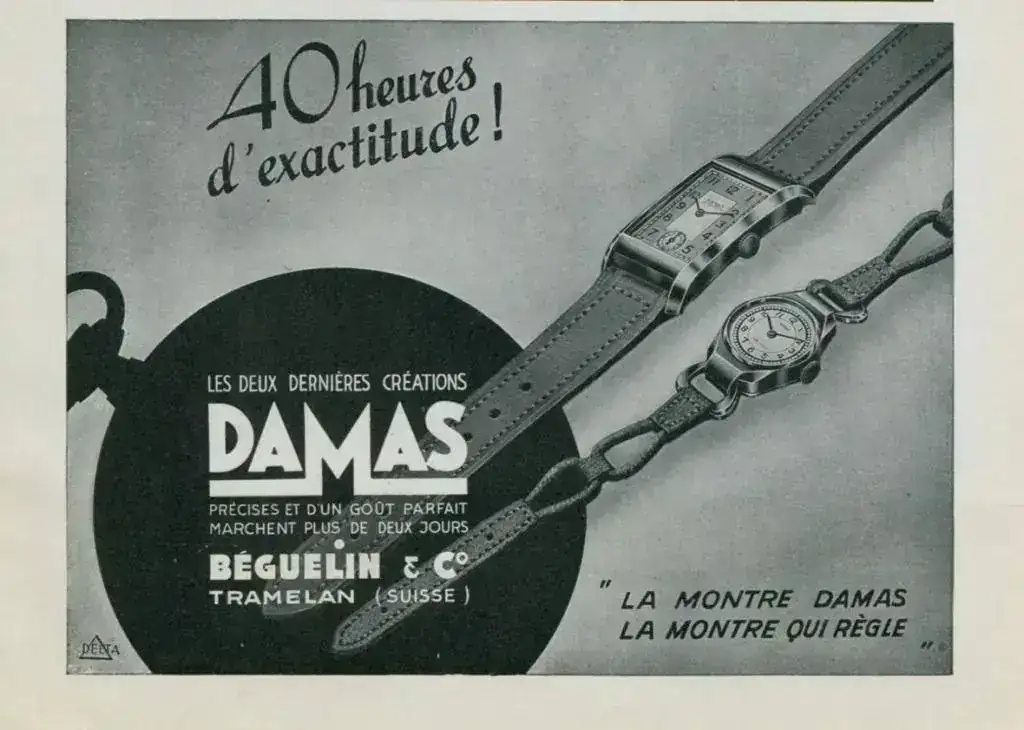 40 heures
d'exactitude !
LES DEUX DERNIÈRES CRÉATIONS
DAMAS
PRÉCISES ET D'UN GOÛT PARFAIT
MARCHENT PLUS DE DEUX JOURS
BÉGUELIN & Cº
TRAMELAN (SUISSE)
" LA MONTRE DAMAS
LA MONTRE QUI RÈGLE "
DELTA